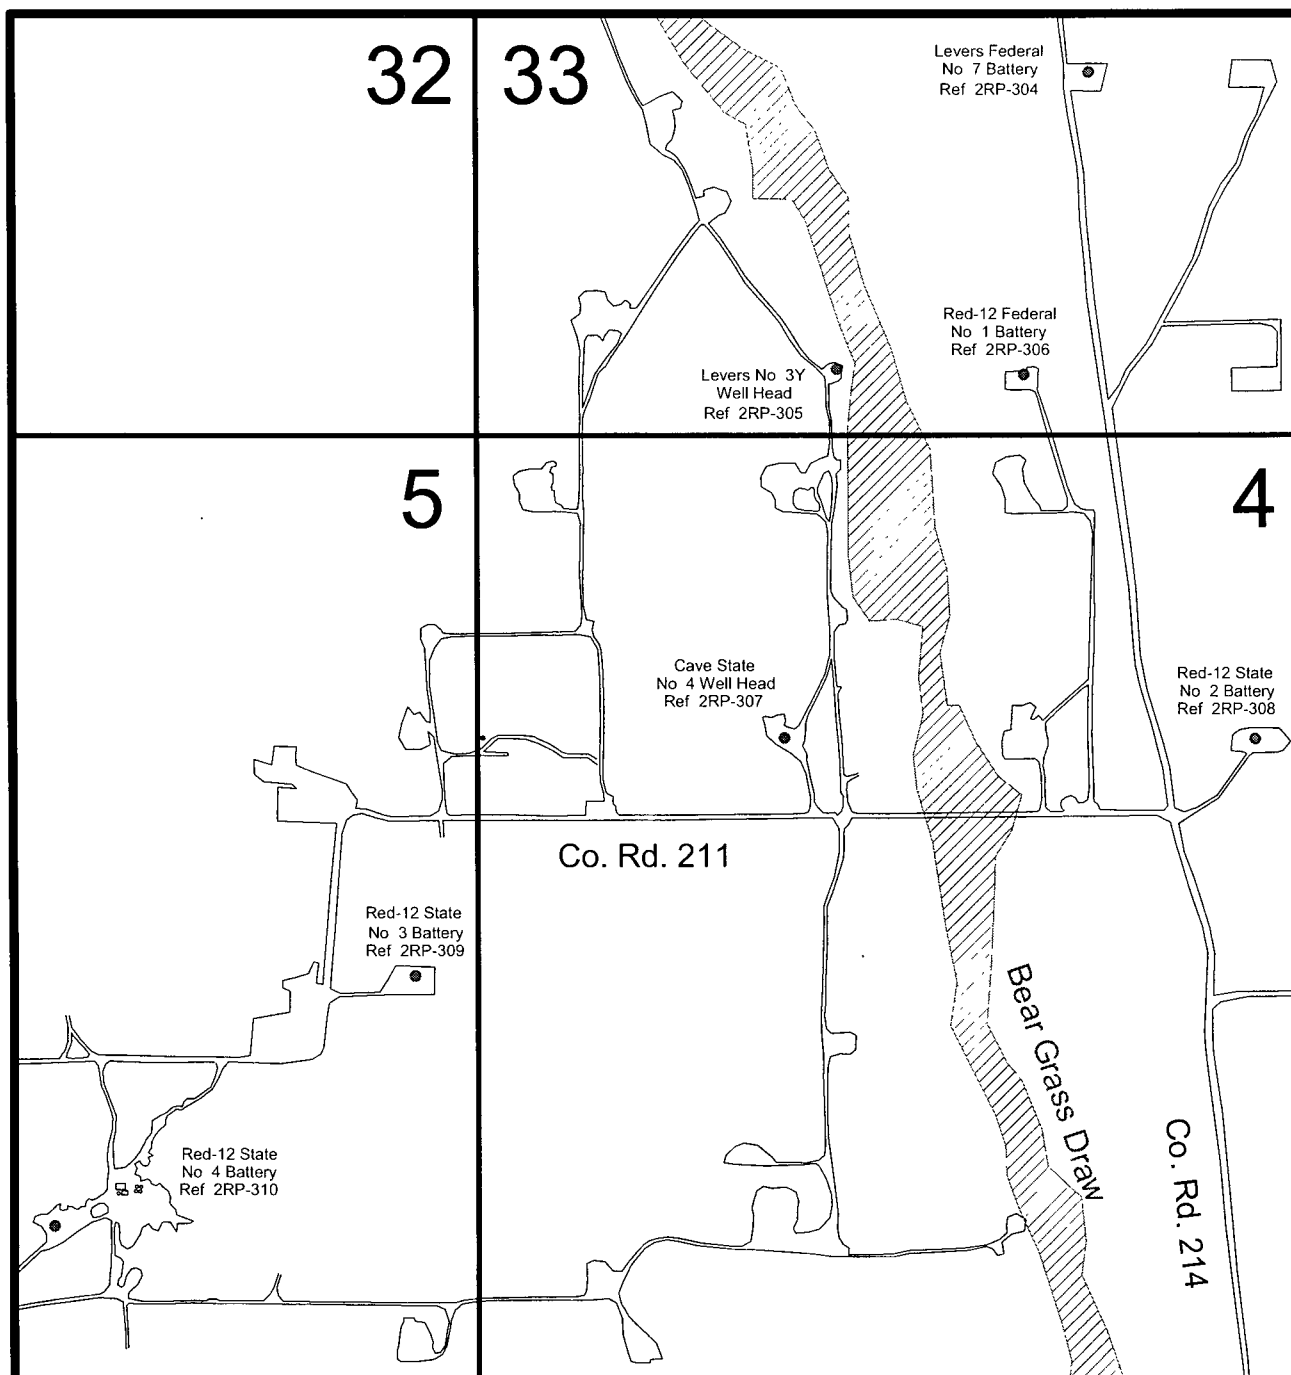 32
33
Levers Federal
No 7 Battery
Ref 2RP-304
Red-12 Federal
No 1 Battery
Ref 2RP-306
Levers No 3Y
Well Head
Ref 2RP-305
5
4
Cave State
No 4 Well Head
Ref 2RP-307
Red-12 State
No 2 Battery
Ref 2RP-308
Co. Rd. 211
Red-12 State
No 3 Battery
Ref 2RP-309
Bear Grass Draw
Co. Rd. 214
Red-12 State
No 4 Battery
Ref 2RP-310